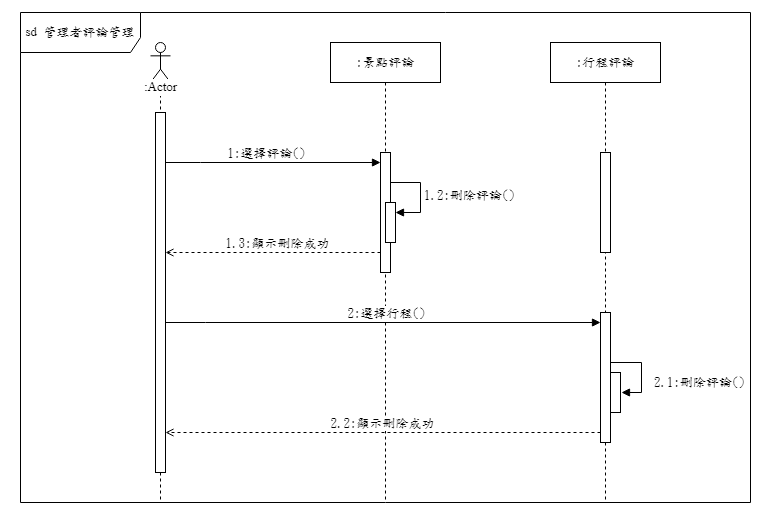 sd 管理者評論管理
:Actor
:景點評論
:行程評論
1:選擇評論()
1.2:刪除評論()
1.3:顯示刪除成功
2:選擇行程()
2.1:刪除評論()
2.2:顯示刪除成功